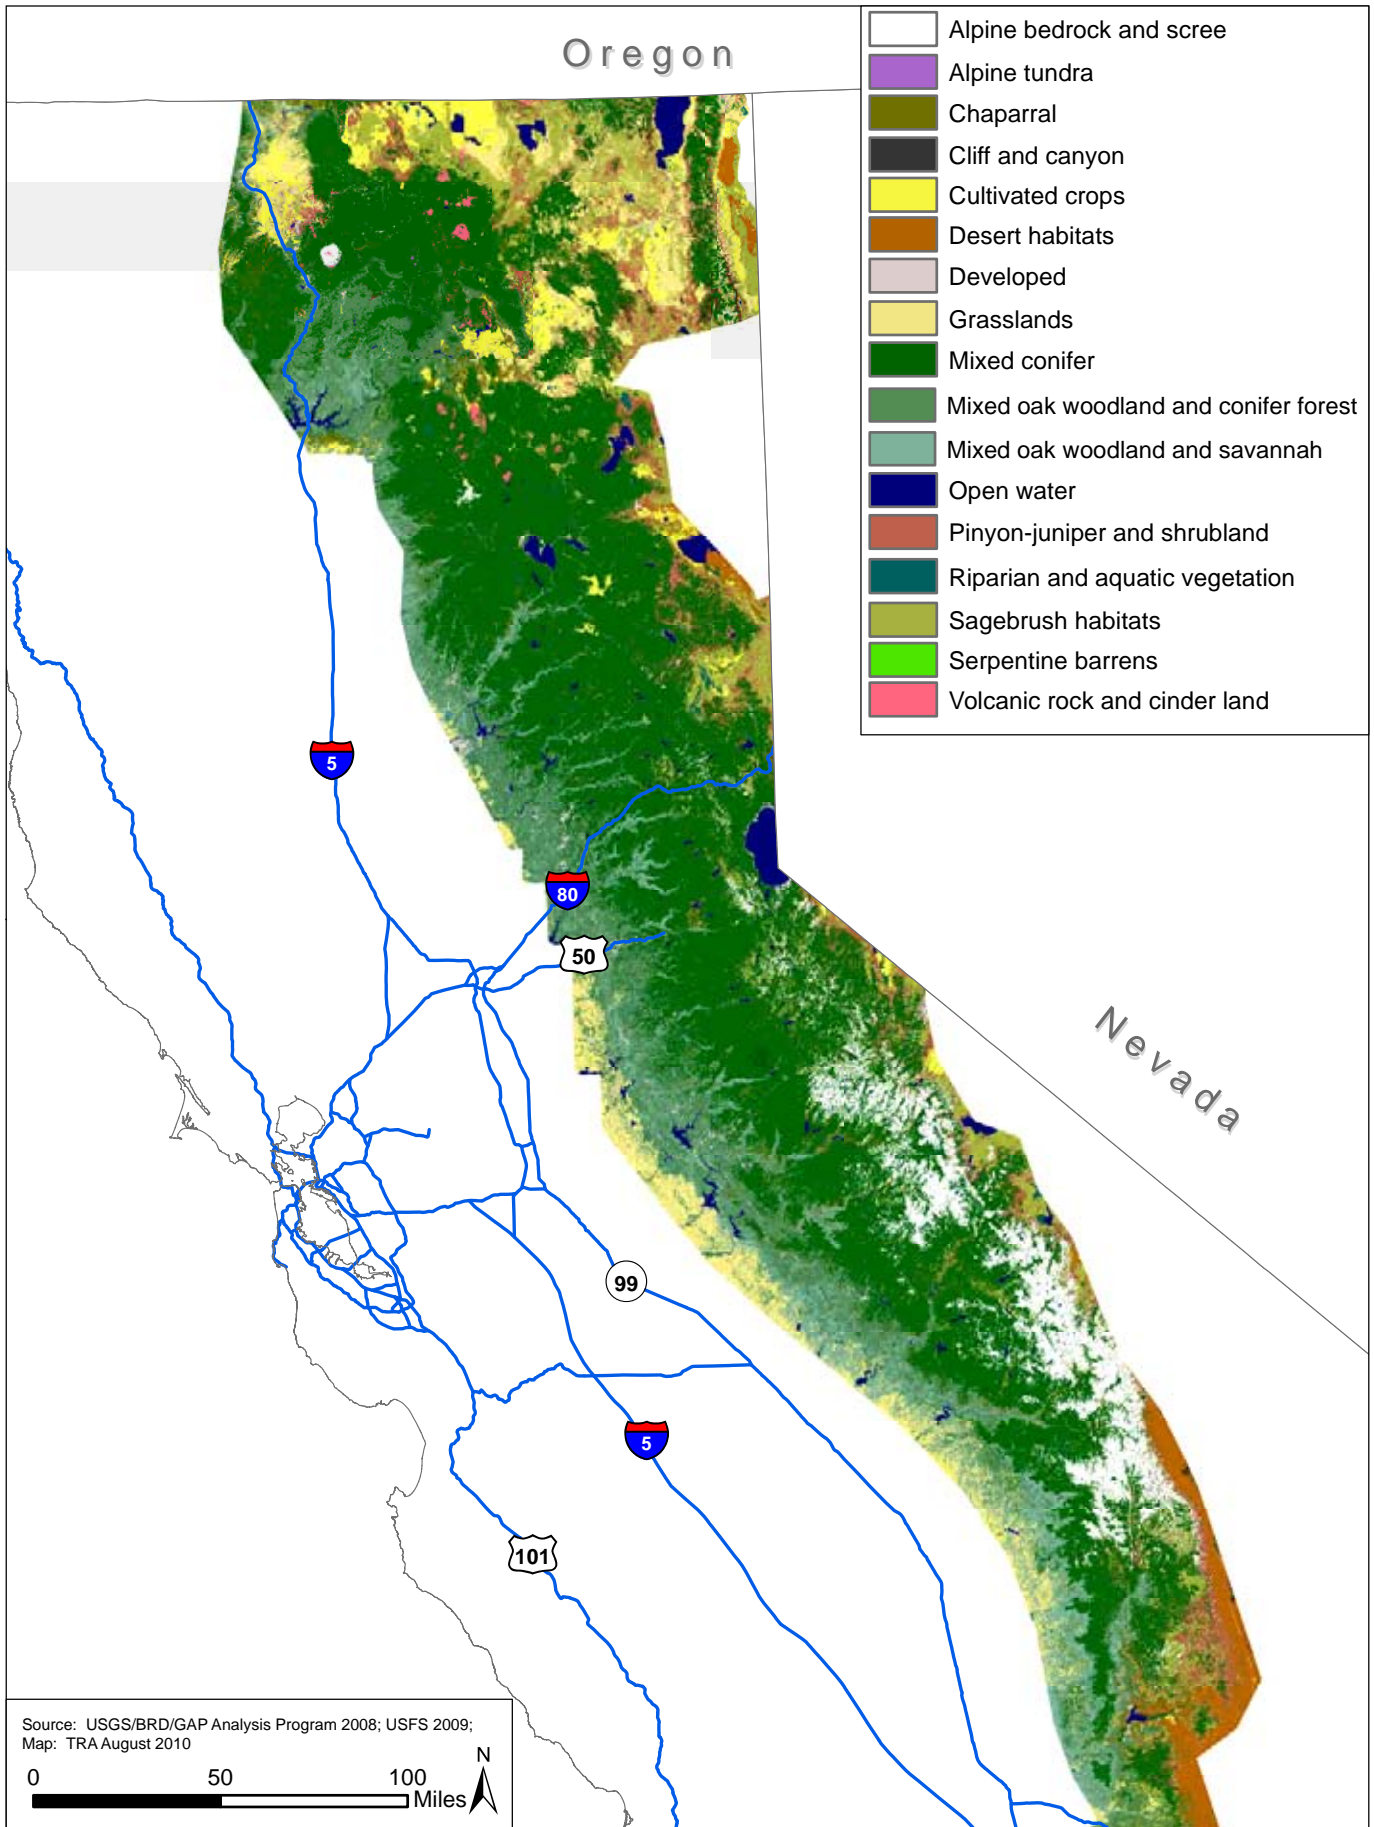 Oregon
Alpine bedrock and scree
Alpine tundra
Chaparral
Cliff and canyon
Cultivated crops
Desert habitats
Developed
Grasslands
Mixed conifer
Mixed oak woodland and conifer forest
Mixed oak woodland and savannah
Open water
Pinyon-juniper and shrubland
Riparian and aquatic vegetation
Sagebrush habitats
Serpentine barrens
Volcanic rock and cinder land
5
80
50
Nevada
99
5
101
Source: USGS/BRD/GAP Analysis Program 2008; USFS 2009;
Map: TRA August 2010
N
0 50 100
Miles